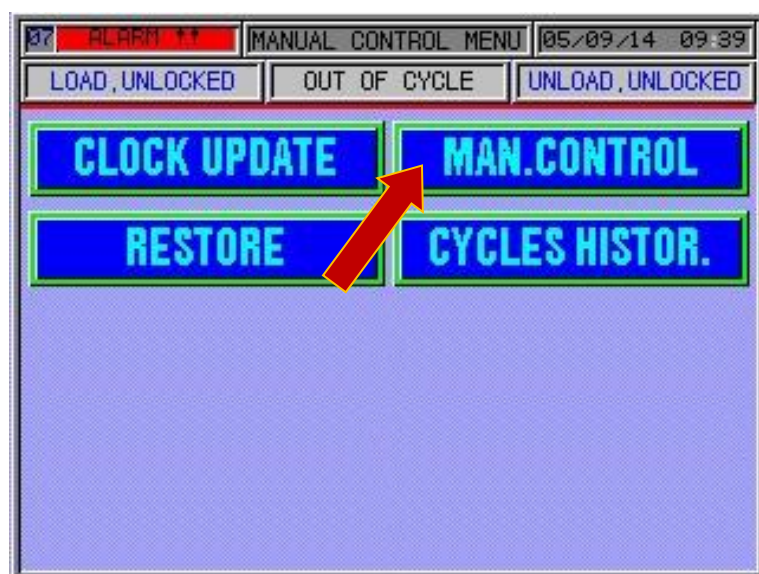 07 ALARM !! MANUAL CONTROL MENU 05/09/14 09:39
LOAD,UNLOCKED OUT OF CYCLE UNLOAD,UNLOCKED
CLOCK UPDATE MAN.CONTROL
RESTORE CYCLES HISTOR.